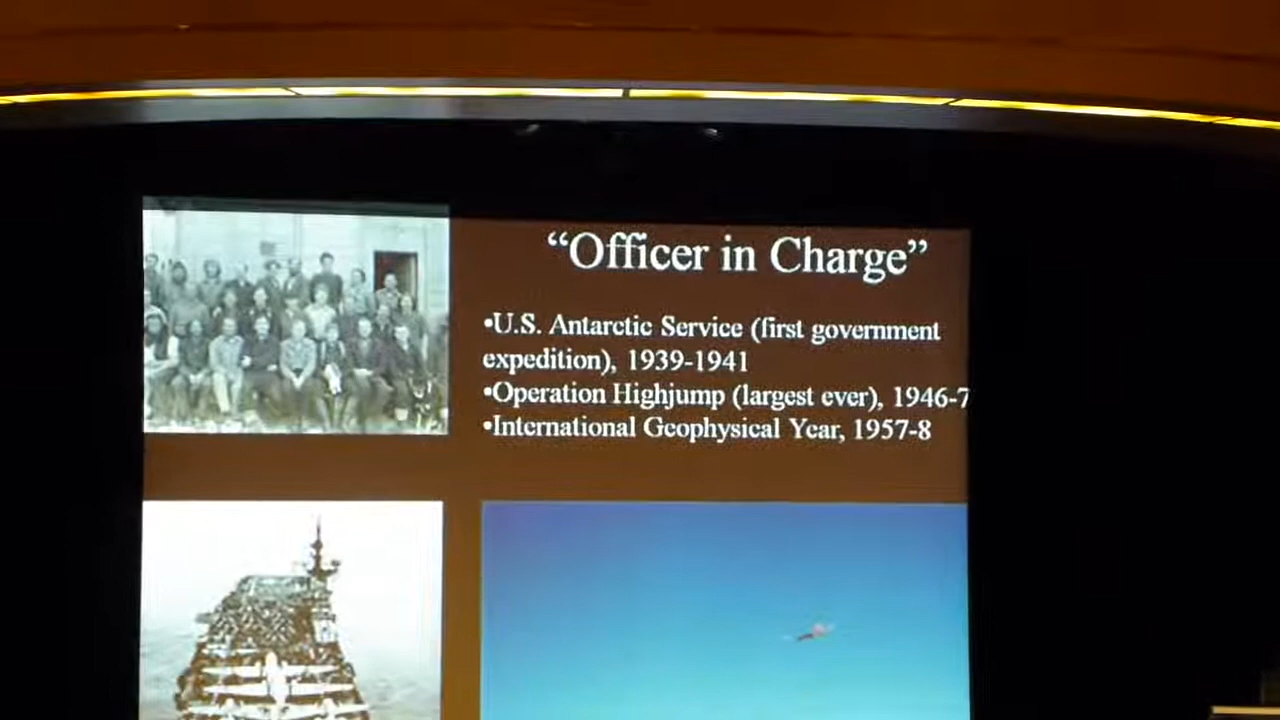 “Officer in Charge”
•U.S. Antarctic Service (first government
expedition), 1939-1941
•Operation Highjump (largest ever), 1946-7
•International Geophysical Year, 1957-8